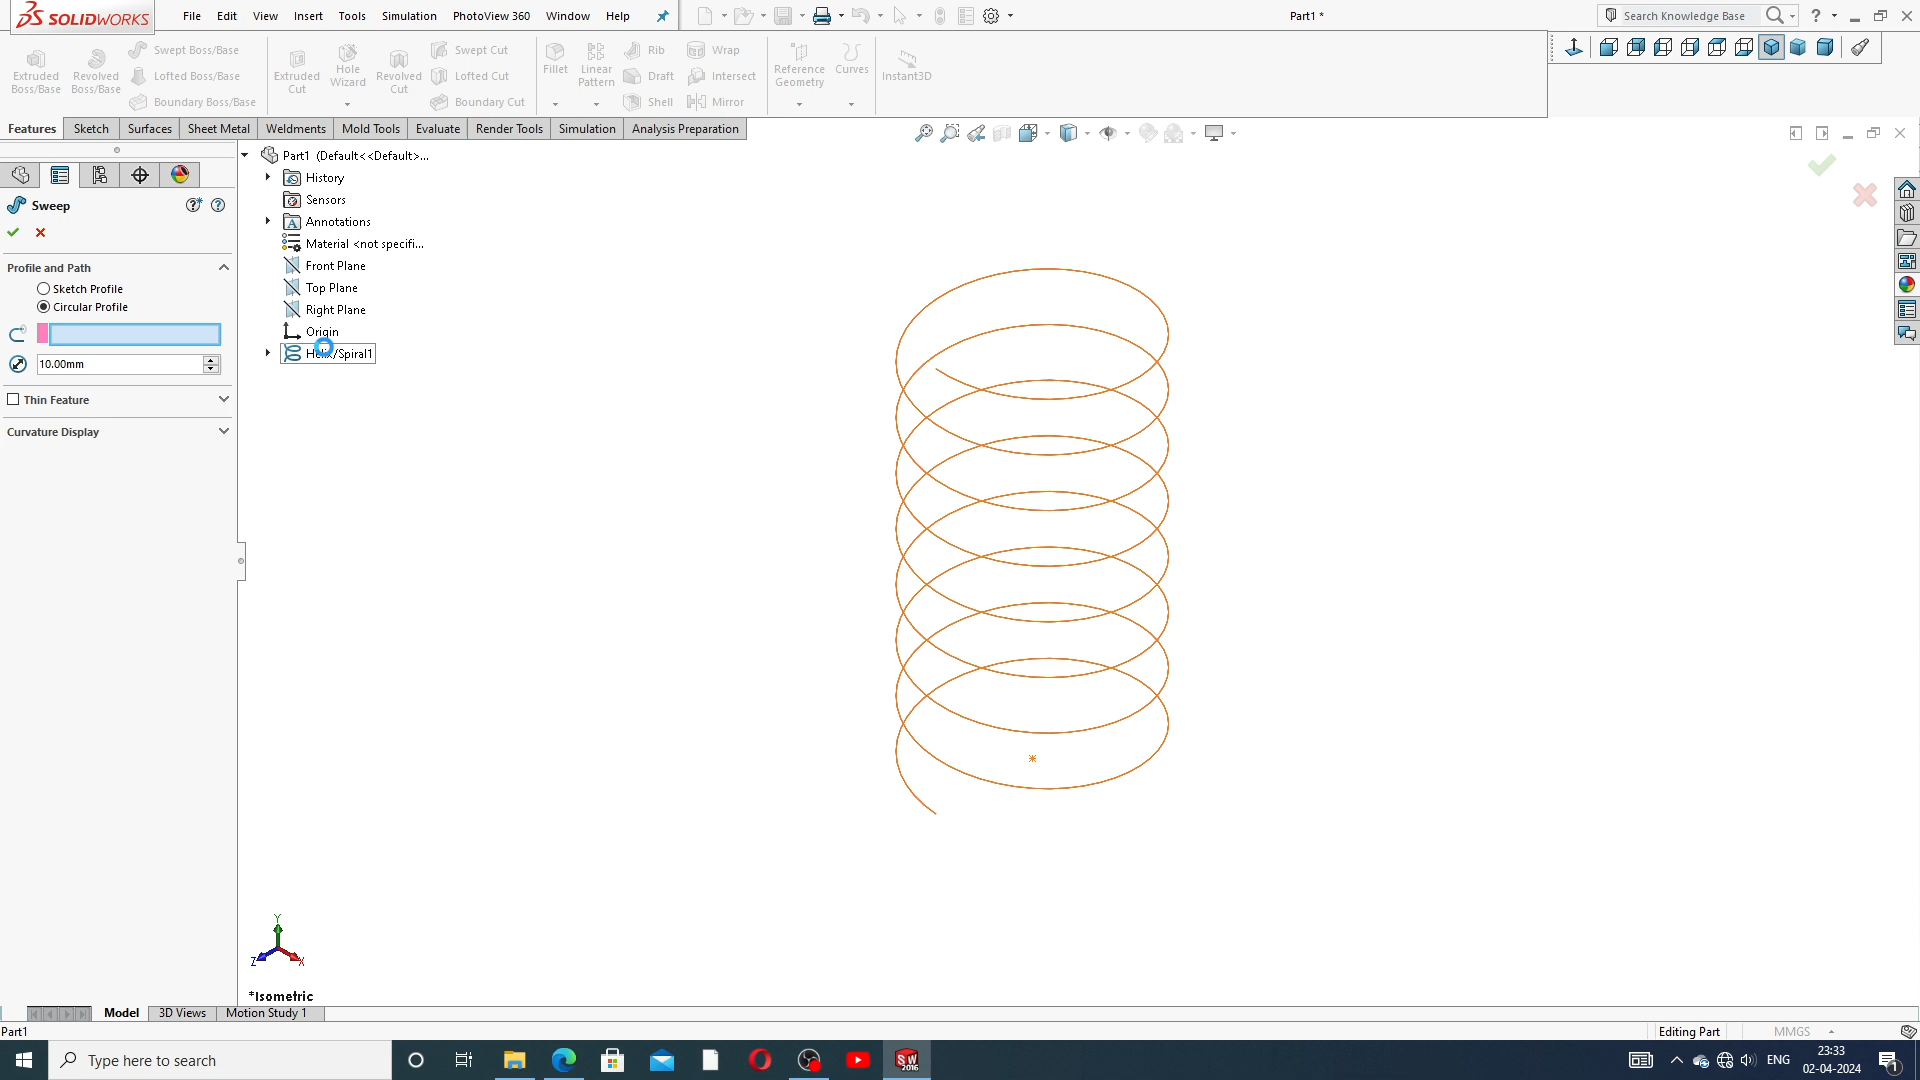 SOLIDWORKS File Edit View Insert Tools Simulation PhotoView 360 Window Help Part1 * Search Knowledge Base ?
Extruded Boss/Base
Revolved Boss/Base
Swept Boss/Base
Lofted Boss/Base
Boundary Boss/Base
Extruded Cut
Hole Wizard
Revolved Cut
Swept Cut
Lofted Cut
Boundary Cut
Fillet
Linear Pattern
Rib
Draft
Shell
Wrap
Intersect
Mirror
Reference Geometry
Curves
Instant3D
Features Sketch Surfaces Sheet Metal Weldments Mold Tools Evaluate Render Tools Simulation Analysis Preparation
Sweep
Profile and Path
Sketch Profile
Circular Profile
10.00mm
Thin Feature
Curvature Display
Part1 (Default<<Default>...
History
Sensors
Annotations
Material <not specifi...
Front Plane
Top Plane
Right Plane
Origin
Helix/Spiral1
Y
Z
X
*Isometric
Model 3D Views Motion Study 1
Part1 Editing Part MMGS
Type here to search
SW
2016
ENG
23:33
02-04-2024
1